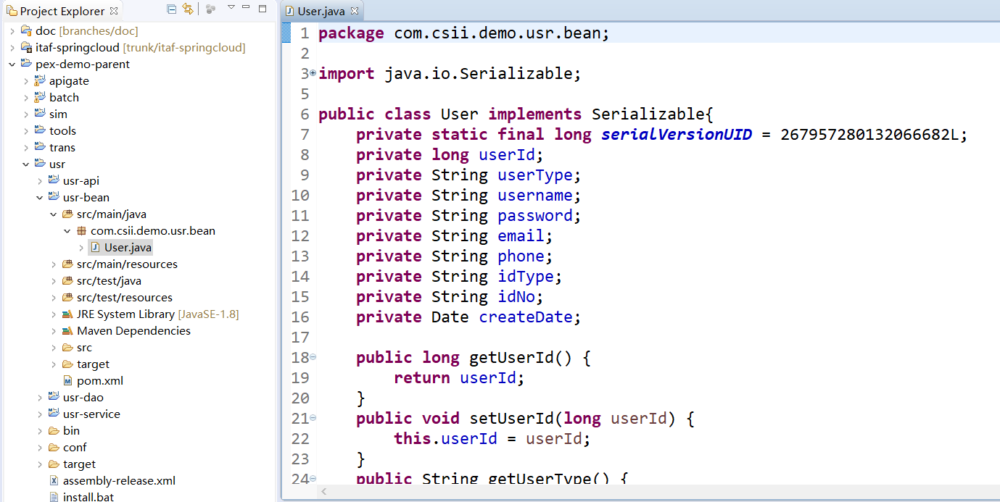 Project Explorer
doc [branches/doc]
itaf-springcloud [trunk/itaf-springcloud]
pex-demo-parent
apigate
batch
sim
tools
trans
usr
usr-api
usr-bean
src/main/java
com.csii.demo.usr.bean
User.java
src/main/resources
src/test/java
src/test/resources
JRE System Library [JavaSE-1.8]
Maven Dependencies
src
target
pom.xml
usr-dao
usr-service
bin
conf
target
assembly-release.xml
install.bat
User.java
1 package com.csii.demo.usr.bean;
2
3 import java.io.Serializable;
5
6 public class User implements Serializable{
7 private static final long serialVersionUID = 267957280132066682L;
8 private long userId;
9 private String userType;
10 private String username;
11 private String password;
12 private String email;
13 private String phone;
14 private String idType;
15 private String idNo;
16 private Date createDate;
17
18 public long getUserId() {
19 return userId;
20 }
21 public void setUserId(long userId) {
22 this.userId = userId;
23 }
24 public String getUserType() {